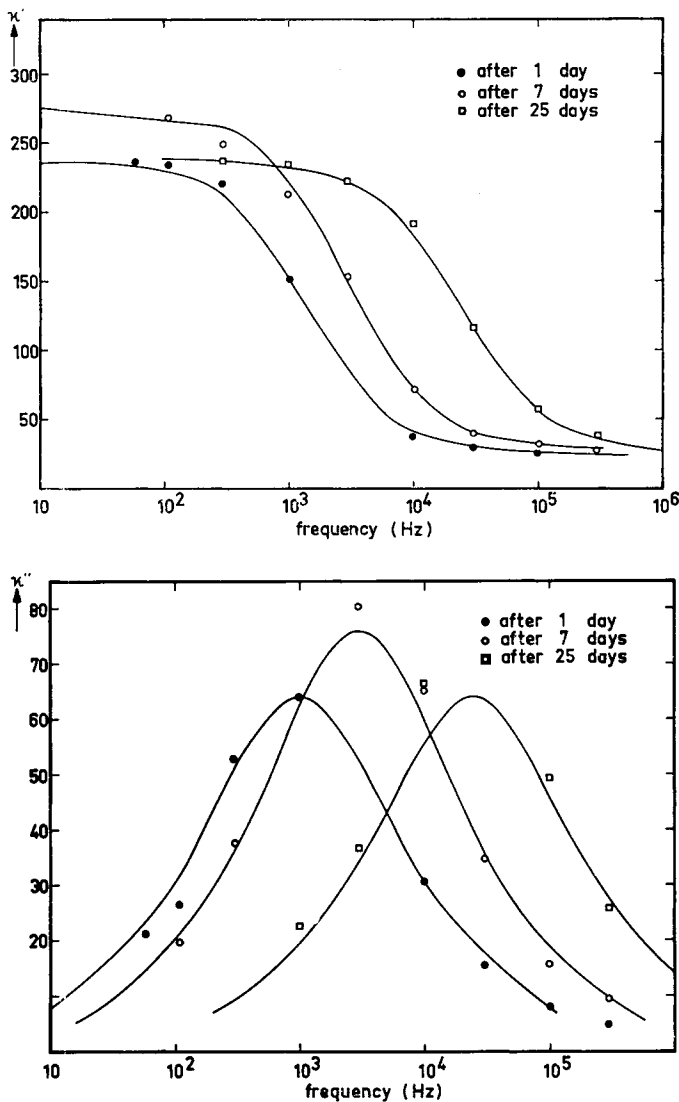 ϰ'
300
250
200
150
100
50
● after 1 day
○ after 7 days
□ after 25 days
10 10² 10³ 10⁴ 10⁵ 10⁶
frequency (Hz)
ϰ"
80
70
60
50
40
30
20
● after 1 day
○ after 7 days
□ after 25 days
10 10² 10³ 10⁴ 10⁵
frequency (Hz)